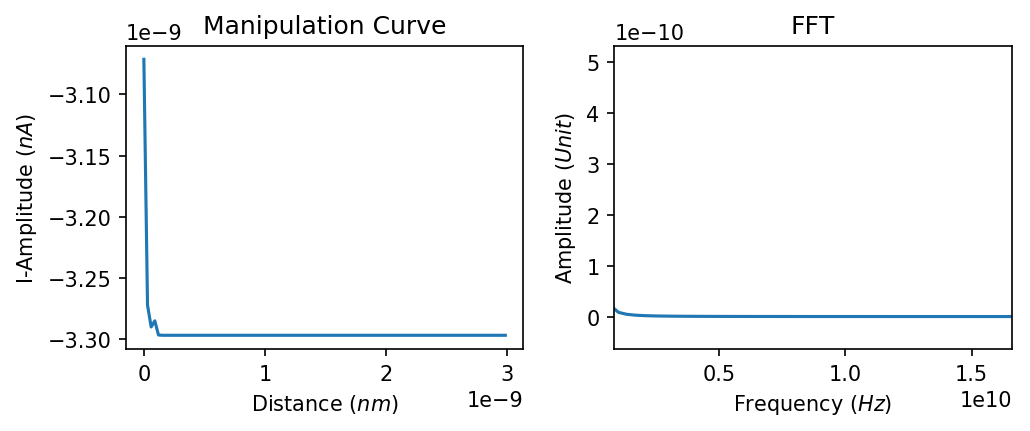 Manipulation Curve
1e−9
I-Amplitude (nA)
−3.10
−3.15
−3.20
−3.25
−3.30
0 1 2 3
1e−9
Distance (nm)
FFT
1e−10
Amplitude (Unit)
5
4
3
2
1
0
0.5 1.0 1.5
1e10
Frequency (Hz)